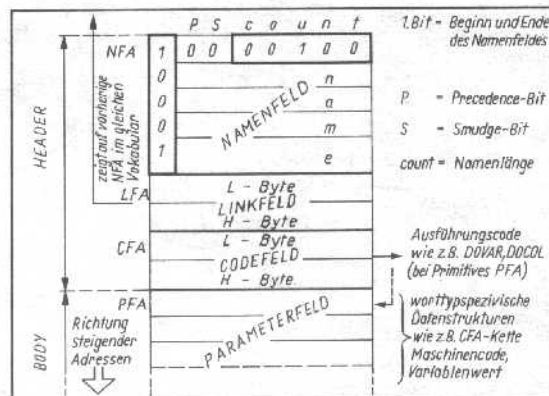 P S c o u n t
NFA 1 0 0 0 0 1 0 0
1.Bit = Beginn und Ende
des Namenfeldes
0 n
0 a
0 m
1 e
NAMENFELD
P = Precedence-Bit
S = Smudge-Bit
count = Namenlänge
HEADER
zeigt auf vorherige
NFA im gleichen
Vokabular
LFA
L - Byte
LINKFELD
H - Byte
CFA
L - Byte
CODEFELD
H - Byte
Ausführungscode
wie z.B. DOVAR, DOCOL
(bei Primitives PFA)
BODY
PFA
PARAMETERFELD
Richtung
steigender
Adressen
worttypspezivische
Datenstrukturen
wie z.B. CFA-Kette
Maschinencode,
Variablenwert